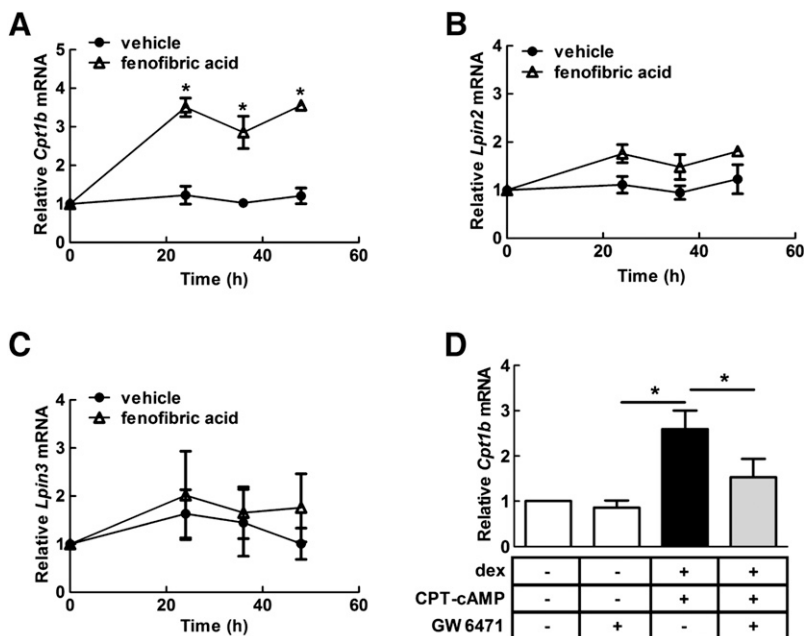 A
vehicle
fenofibric acid
Relative Cpt1b mRNA
5
4
3
2
1
0
* * *
0 20 40 60
Time (h)
B
vehicle
fenofibric acid
Relative Lpin2 mRNA
4
3
2
1
0
0 20 40 60
Time (h)
C
vehicle
fenofibric acid
Relative Lpin3 mRNA
4
3
2
1
0
0 20 40 60
Time (h)
D
Relative Cpt1b mRNA
4
3
2
1
0
* *
dex - - + +
CPT-cAMP - - + +
GW6471 - + - +